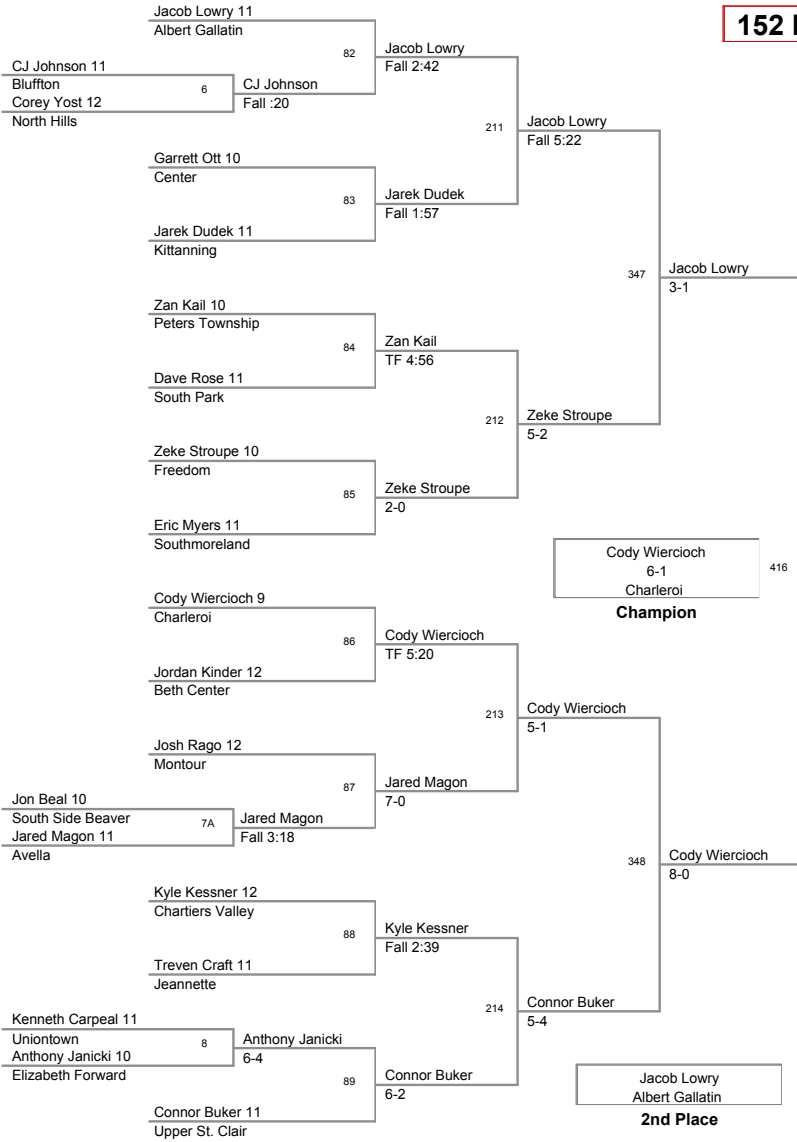 Jacob Lowry 11
Albert Gallatin
152
82
Jacob Lowry
Fall 2:42
CJ Johnson 11
Bluffton
6
CJ Johnson
Fall :20
Corey Yost 12
North Hills
211
Jacob Lowry
Fall 5:22
Garrett Ott 10
Center
83
Jarek Dudek
Fall 1:57
Jarek Dudek 11
Kittanning
347
Jacob Lowry
3-1
Zan Kail 10
Peters Township
84
Zan Kail
TF 4:56
Dave Rose 11
South Park
212
Zeke Stroupe
5-2
Zeke Stroupe 10
Freedom
85
Zeke Stroupe
2-0
Eric Myers 11
Southmoreland
Cody Wiercioch
6-1
Charleroi
416
Champion
Cody Wiercioch 9
Charleroi
86
Cody Wiercioch
TF 5:20
Jordan Kinder 12
Beth Center
213
Cody Wiercioch
5-1
Josh Rago 12
Montour
87
Jared Magon
7-0
Jon Beal 10
South Side Beaver
7A
Jared Magon
Fall 3:18
Jared Magon 11
Avella
348
Cody Wiercioch
8-0
Kyle Kessner 12
Chartiers Valley
88
Kyle Kessner
Fall 2:39
Treven Craft 11
Jeannette
214
Connor Buker
5-4
Kenneth Carpeal 11
Uniontown
8
Anthony Janicki
6-4
Anthony Janicki 10
Elizabeth Forward
89
Connor Buker
6-2
Connor Buker 11
Upper St. Clair
Jacob Lowry
Albert Gallatin
2nd Place